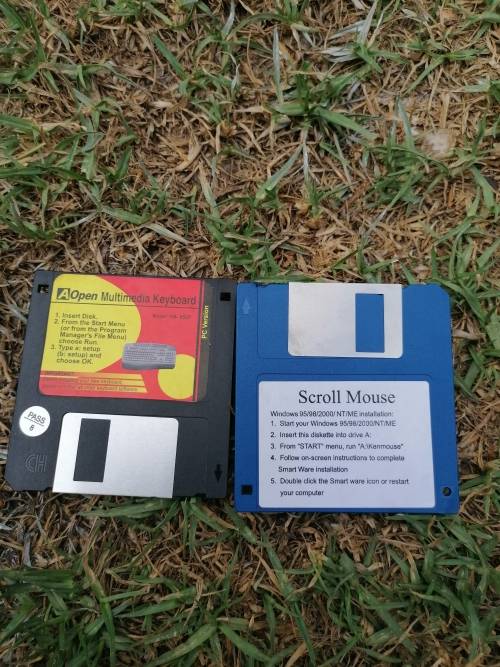 AOpen Multimedia Keyboard
1. Insert Disk.
2. From the Start Menu
(or from the Program
Manager's File Menu)
choose Run.
3. Type a: setup
(b: setup) and
choose OK.
PC Version
PASS
6
CH
Scroll Mouse
Windows 95/98/2000/ NT/ME installation:
1. Start your Windows 95/98/2000/NT/ME
2. Insert this diskette into drive A:
3. From "START" menu, run "A:\Kenmouse"
4. Follow on-screen instructions to complete
Smart Ware installation
5. Double click the Smart ware icon or restart
your computer